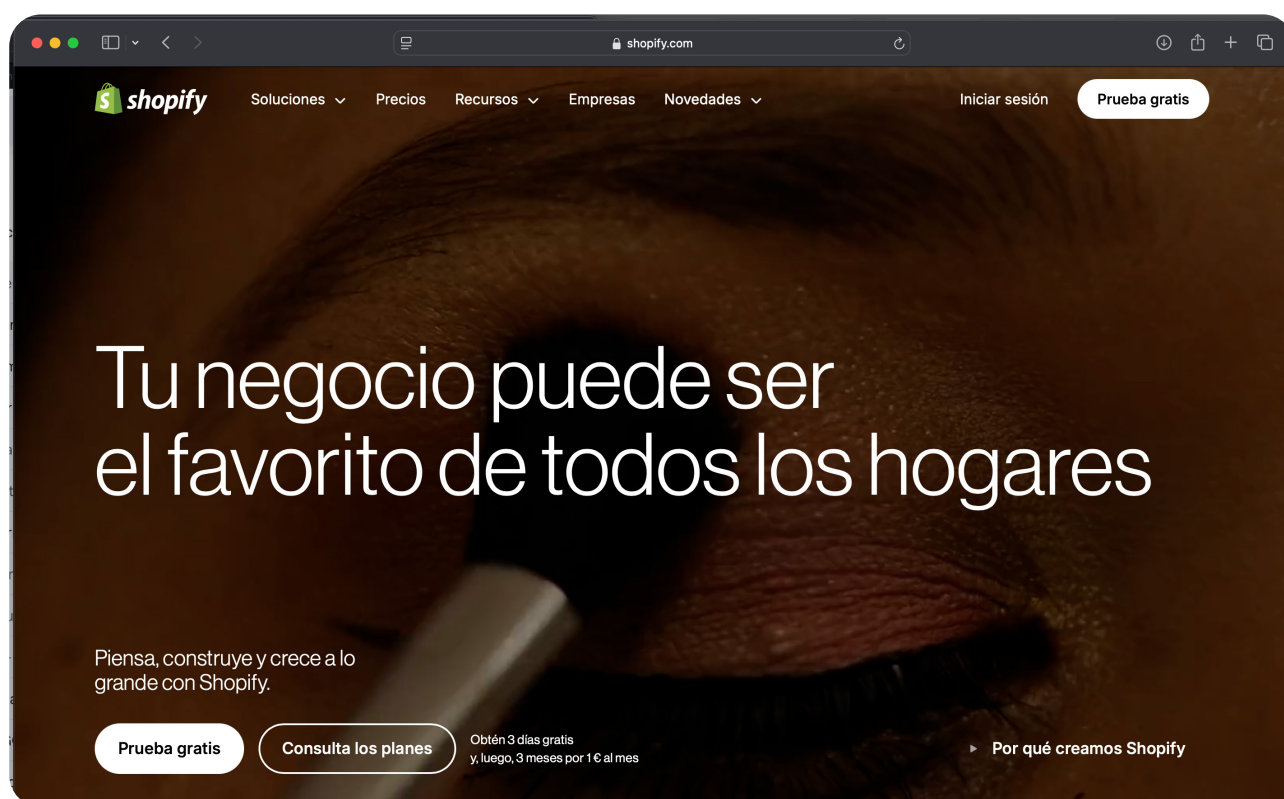 shopify.com
shopify
Soluciones
Precios
Recursos
Empresas
Novedades
Iniciar sesión
Prueba gratis
Tu negocio puede ser
el favorito de todos los hogares
Piensa, construye y crece a lo
grande con Shopify.
Prueba gratis
Consulta los planes
Obtén 3 días gratis
y, luego, 3 meses por 1 € al mes
Por qué creamos Shopify